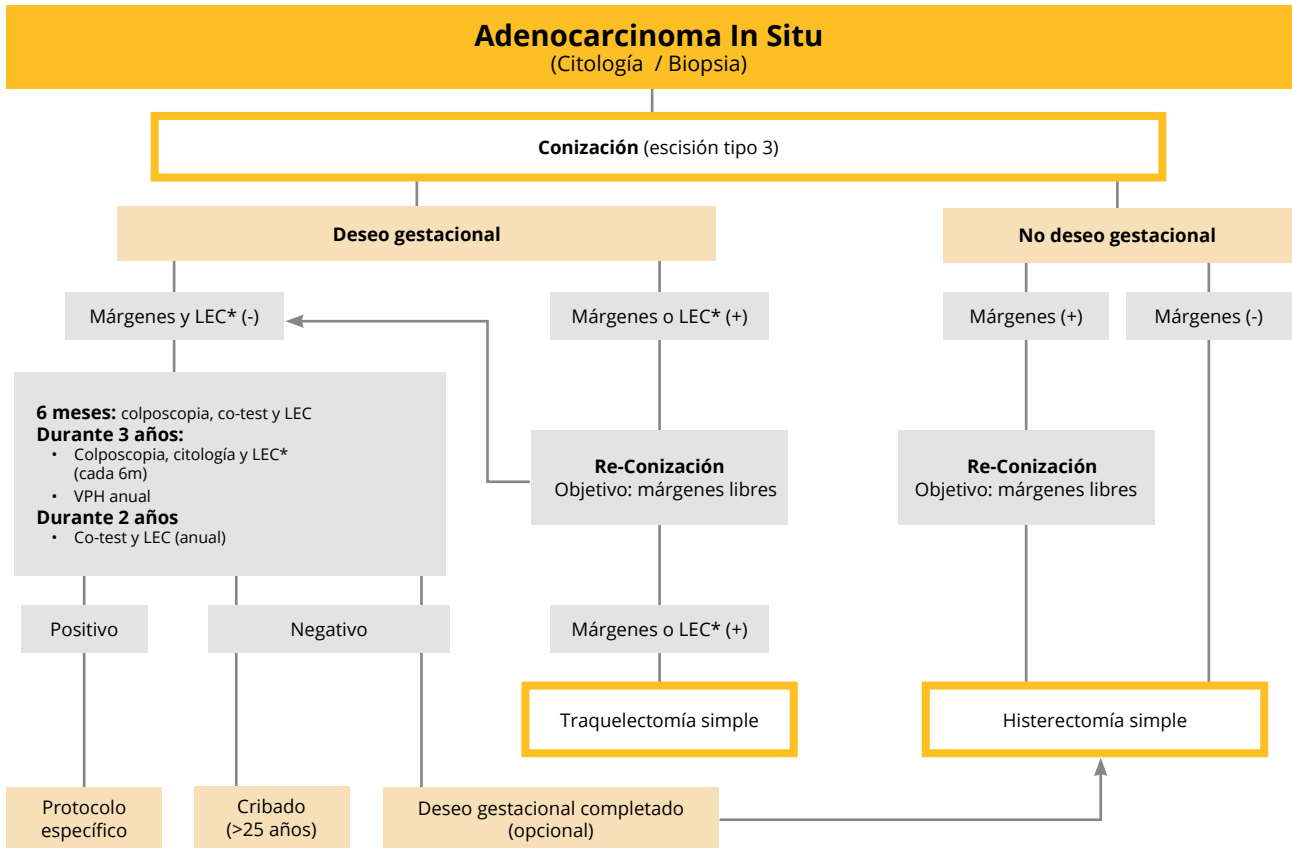 Adenocarcinoma In Situ
(Citología / Biopsia)
Conización (escisión tipo 3)
Deseo gestacional
No deseo gestacional
Márgenes y LEC* (-)
Márgenes o LEC* (+)
Márgenes (+)
Márgenes (-)
6 meses: colposcopia, co-test y LEC
Durante 3 años:
• Colposcopia, citología y LEC*
(cada 6m)
• VPH anual
Durante 2 años
• Co-test y LEC (anual)
Re-Conización
Objetivo: márgenes libres
Re-Conización
Objetivo: márgenes libres
Positivo
Negativo
Márgenes o LEC* (+)
Traquelectomía simple
Histerectomía simple
Protocolo
específico
Cribado
(>25 años)
Deseo gestacional completado
(opcional)